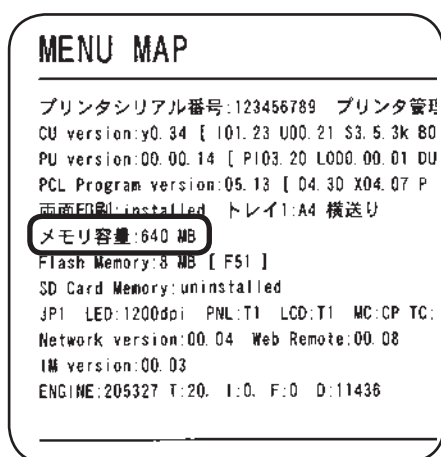 MENU MAP
プリンタシリアル番号:123456789 プリンタ管理
CU version:y0.34 [ I01.23 U00.21 S3.5.3k B0
PU version:00.00.14 [ PI03.20 LOD0.00.01 DU
PCL Program version:05.13 [ 04.30 X04.07 P
両面印刷:installed トレイ1:A4 横送り
メモリ容量:640 MB
Flash Memory:8 MB [ F51 ]
SD Card Memory:uninstalled
JP1 LED:1200dpi PNL:T1 LCD:T1 MC:CP TC:
Network version:00.04 Web Remote:00.08
IM version:00.03
ENGINE:205327 T:20, I:0, F:0 D:11436